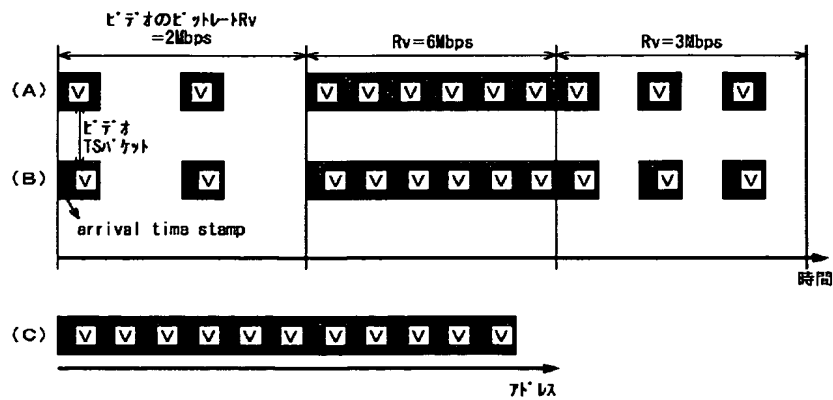 ビデオのビットレートRv
=2Mbps
Rv=6Mbps
Rv=3Mbps
(A)
V V V V V V V V V V V
ビデオ
TSパケット
(B)
V V V V V V V V V V V
arrival time stamp
時間
(C)
V V V V V V V V V V V
アドレス